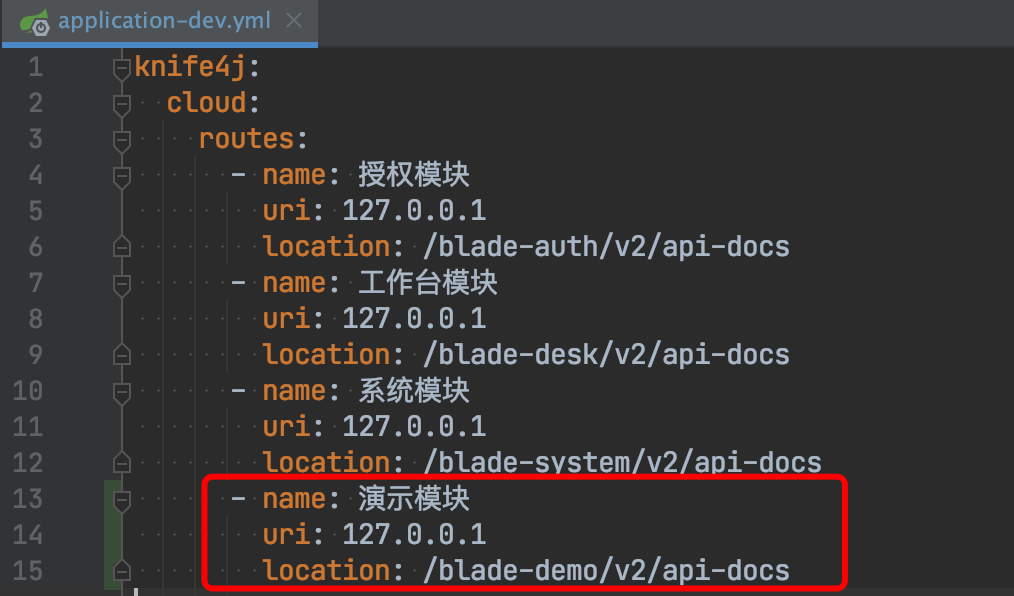 application-dev.yml
1 knife4j:
2 cloud:
3 routes:
4 - name: 授权模块
5 uri: 127.0.0.1
6 location: /blade-auth/v2/api-docs
7 - name: 工作台模块
8 uri: 127.0.0.1
9 location: /blade-desk/v2/api-docs
10 - name: 系统模块
11 uri: 127.0.0.1
12 location: /blade-system/v2/api-docs
13 - name: 演示模块
14 uri: 127.0.0.1
15 location: /blade-demo/v2/api-docs